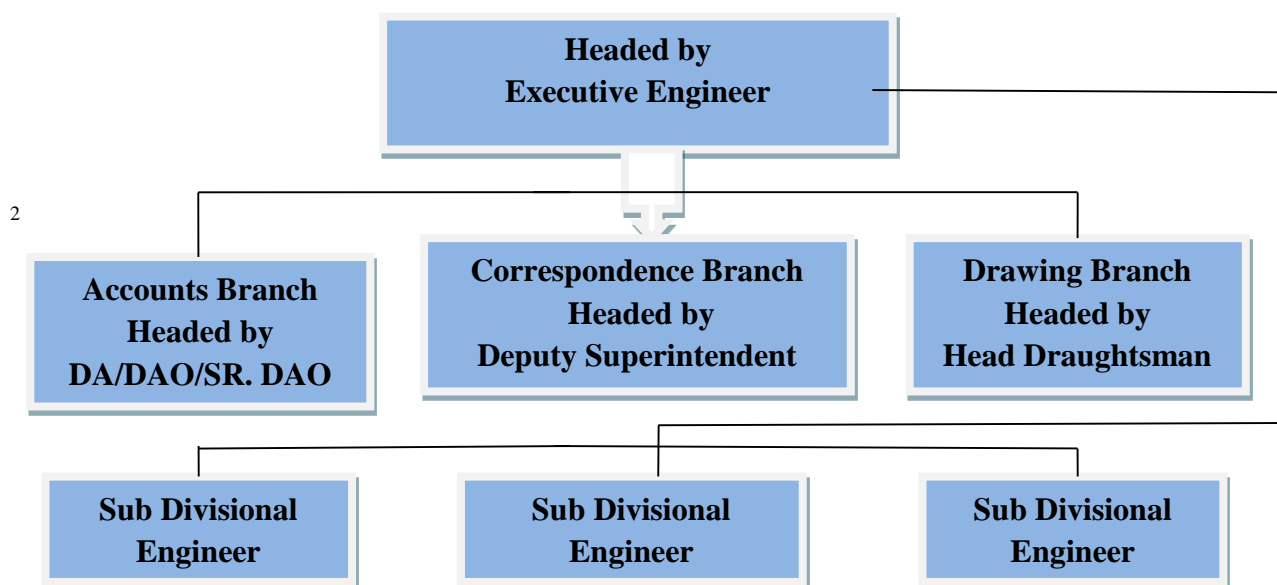 Headed by
Executive Engineer
2
Accounts Branch
Headed by
DA/DAO/SR. DAO
Correspondence Branch
Headed by
Deputy Superintendent
Drawing Branch
Headed by
Head Draughtsman
Sub Divisional
Engineer
Sub Divisional
Engineer
Sub Divisional
Engineer